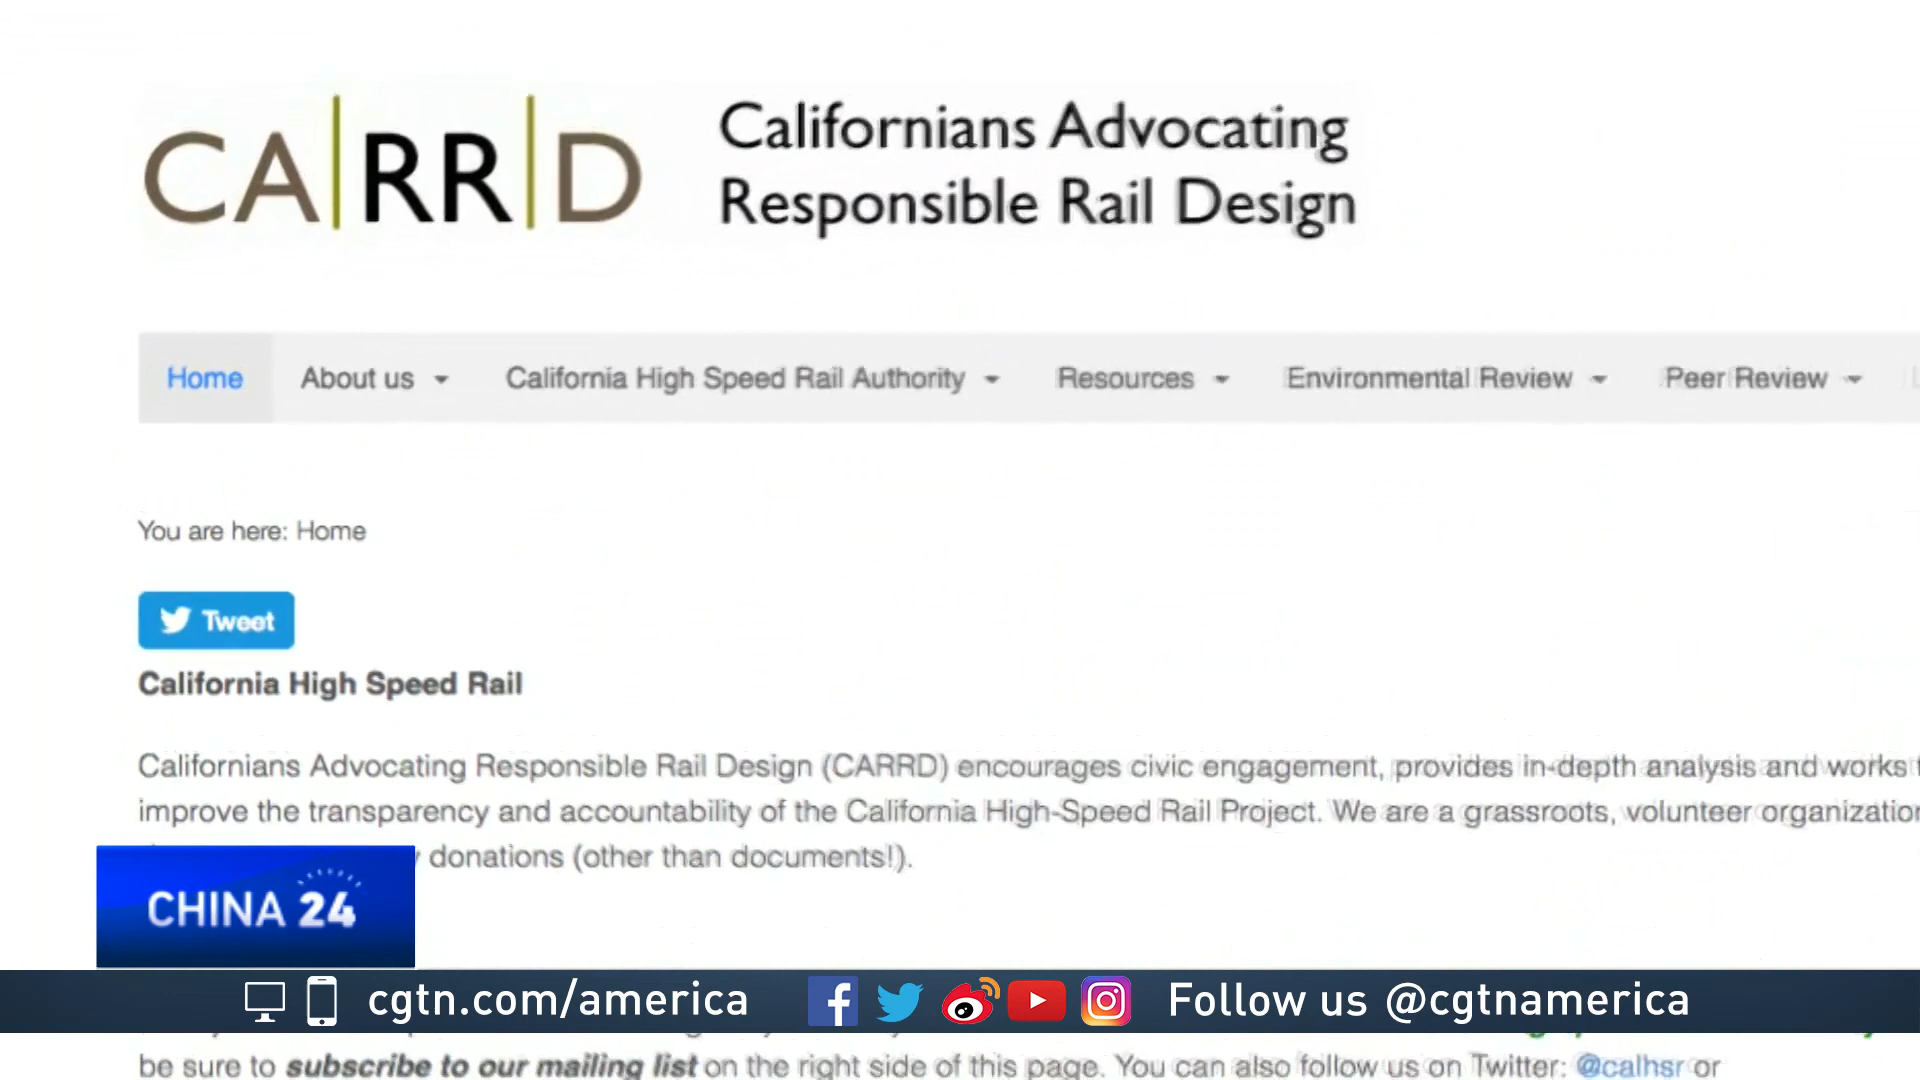 CA|RR|D
Californians Advocating
Responsible Rail Design
Home About us California High Speed Rail Authority Resources Environmental Review Peer Review
You are here: Home
Tweet
California High Speed Rail
Californians Advocating Responsible Rail Design (CARRD) encourages civic engagement, provides in-depth analysis and works
improve the transparency and accountability of the California High-Speed Rail Project. We are a grassroots, volunteer organization
donations (other than documents!).
CHINA 24
cgtn.com/america Follow us @cgtnamerica
be sure to subscribe to our mailing list on the right side of this page. You can also follow us on Twitter: @calhsr or